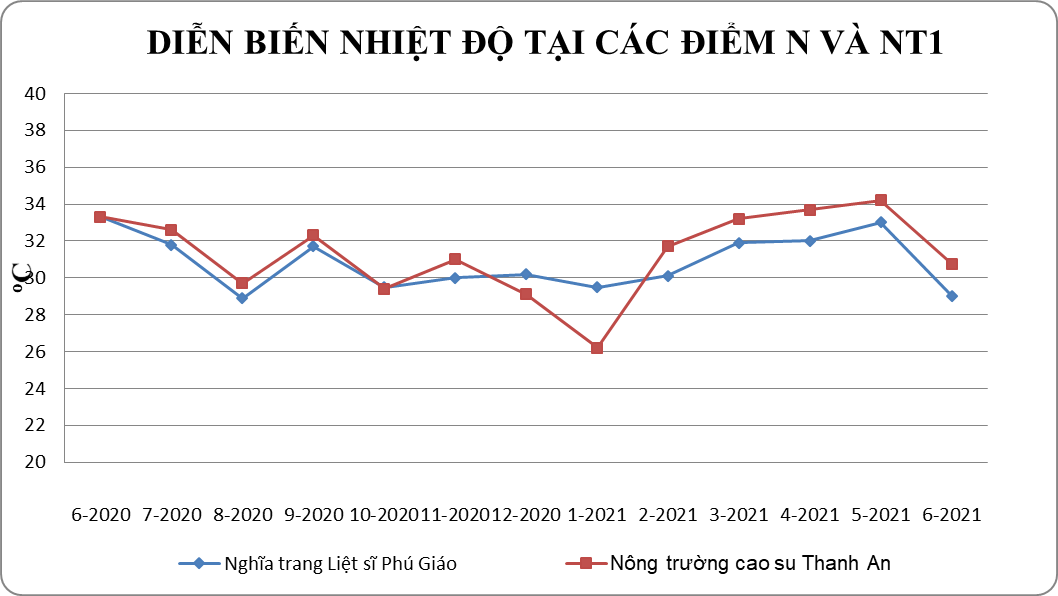 DIỄN BIẾN NHIỆT ĐỘ TẠI CÁC ĐIỂM N VÀ NT1
40
38
36
34
32
30
28
26
24
22
20
ºC
6-2020 7-2020 8-2020 9-2020 10-2020 11-2020 12-2020 1-2021 2-2021 3-2021 4-2021 5-2021 6-2021
Nghĩa trang Liệt sĩ Phú Giáo Nông trường cao su Thanh An